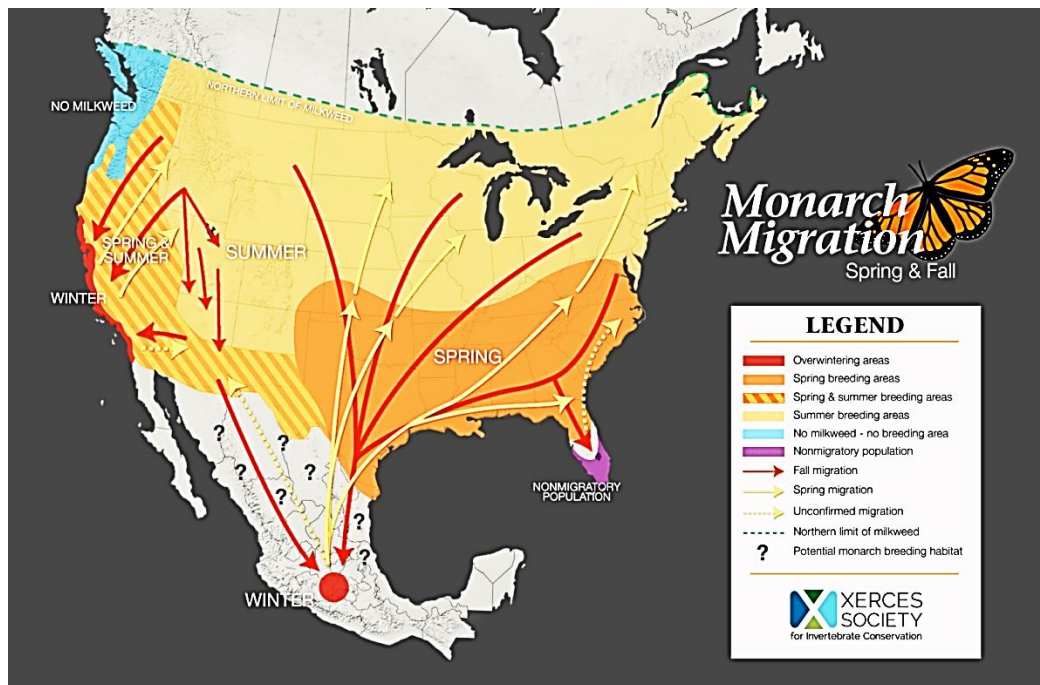 NO MILKWEED
NORTHERN LIMIT OF MILKWEED
Monarch
Migration
Spring & Fall
SPRING &
SUMMER
SUMMER
WINTER
SPRING
NONMIGRATORY
POPULATION
WINTER
?
?
?
?
?
?
?
?
LEGEND
Overwintering areas
Spring breeding areas
Spring & summer breeding areas
Summer breeding areas
No milkweed - no breeding area
Nonmigratory population
Fall migration
Spring migration
Unconfirmed migration
Northern limit of milkweed
? Potential monarch breeding habitat
XERCES
SOCIETY
for Invertebrate Conservation